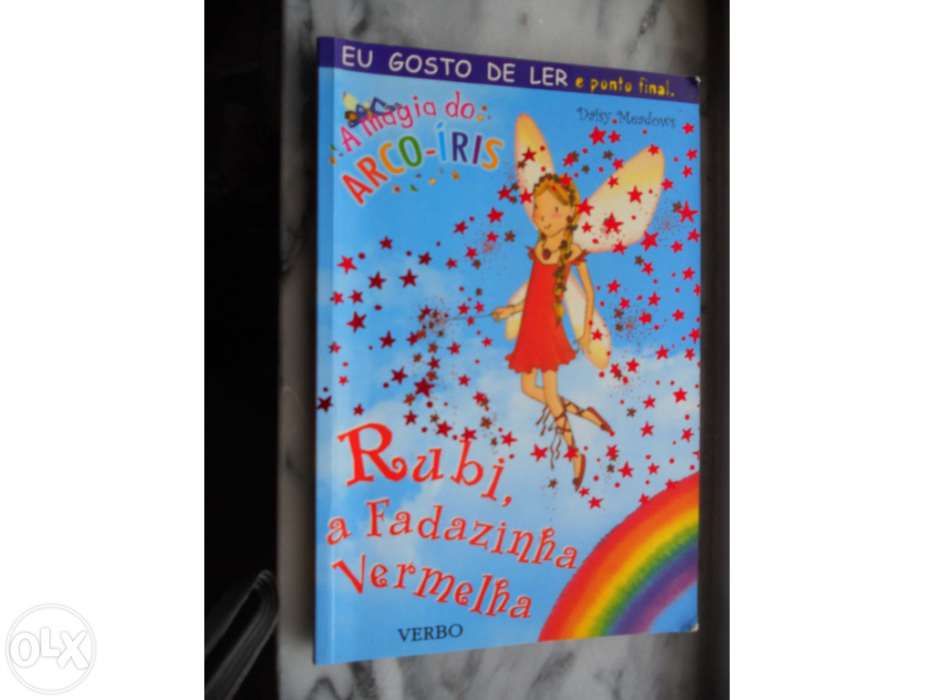 EU GOSTO DE LER e ponto final.
Daisy Meadows
A magia do
ARCO-ÍRIS
Rubi,
a Fadazinha
Vermelha
VERBO
OLX